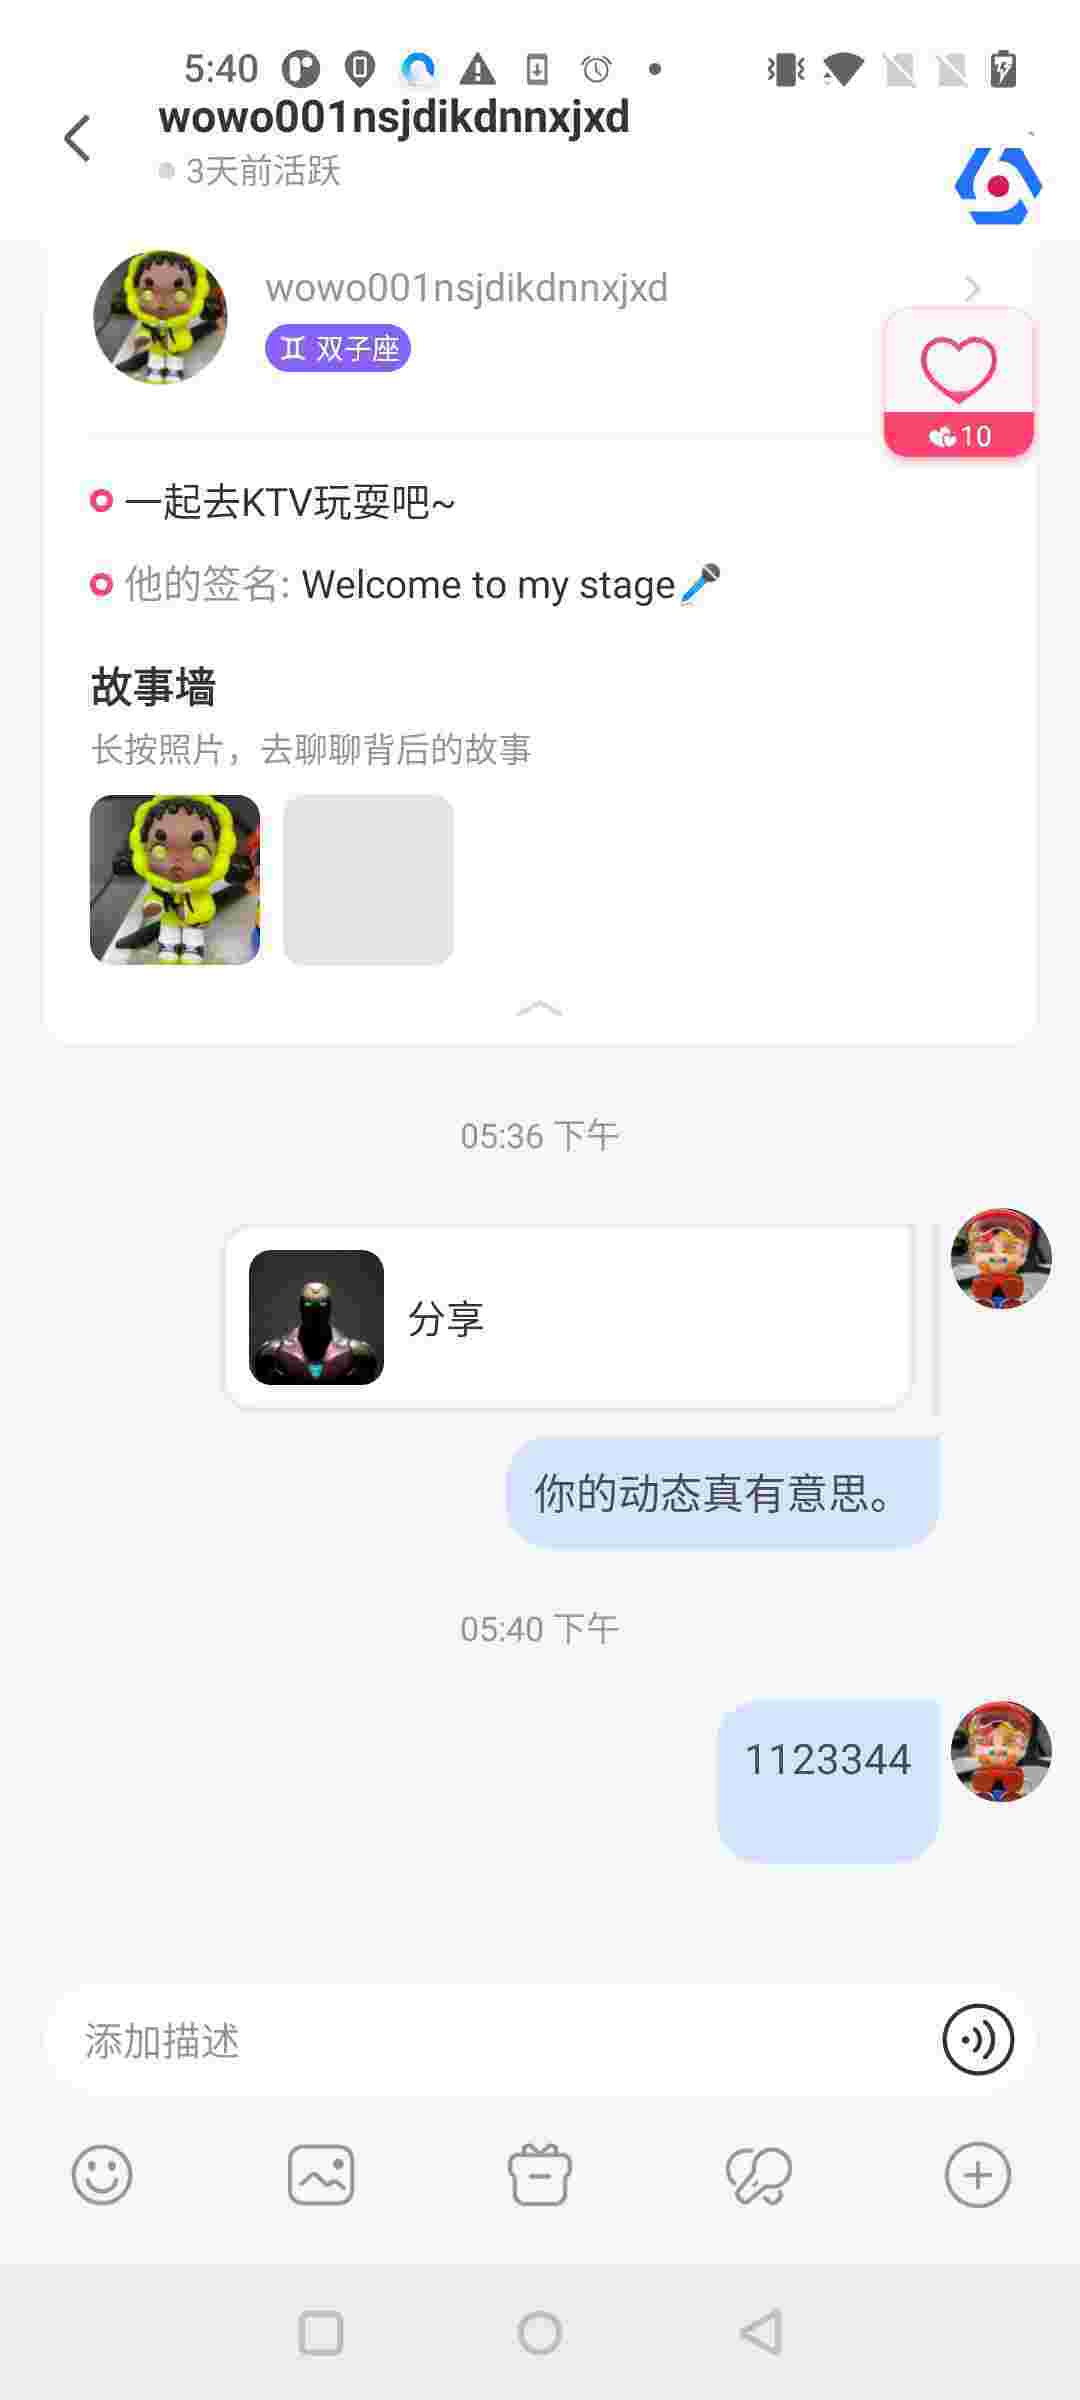 5:40
wowo001nsjdikdnnxjxd
3天前活跃
wowo001nsjdikdnnxjxd
双子座
10
一起去KTV玩耍吧~
他的签名: Welcome to my stage🎤
故事墙
长按照片，去聊聊背后的故事
05:36 下午
分享
你的动态真有意思。
05:40 下午
1123344
添加描述